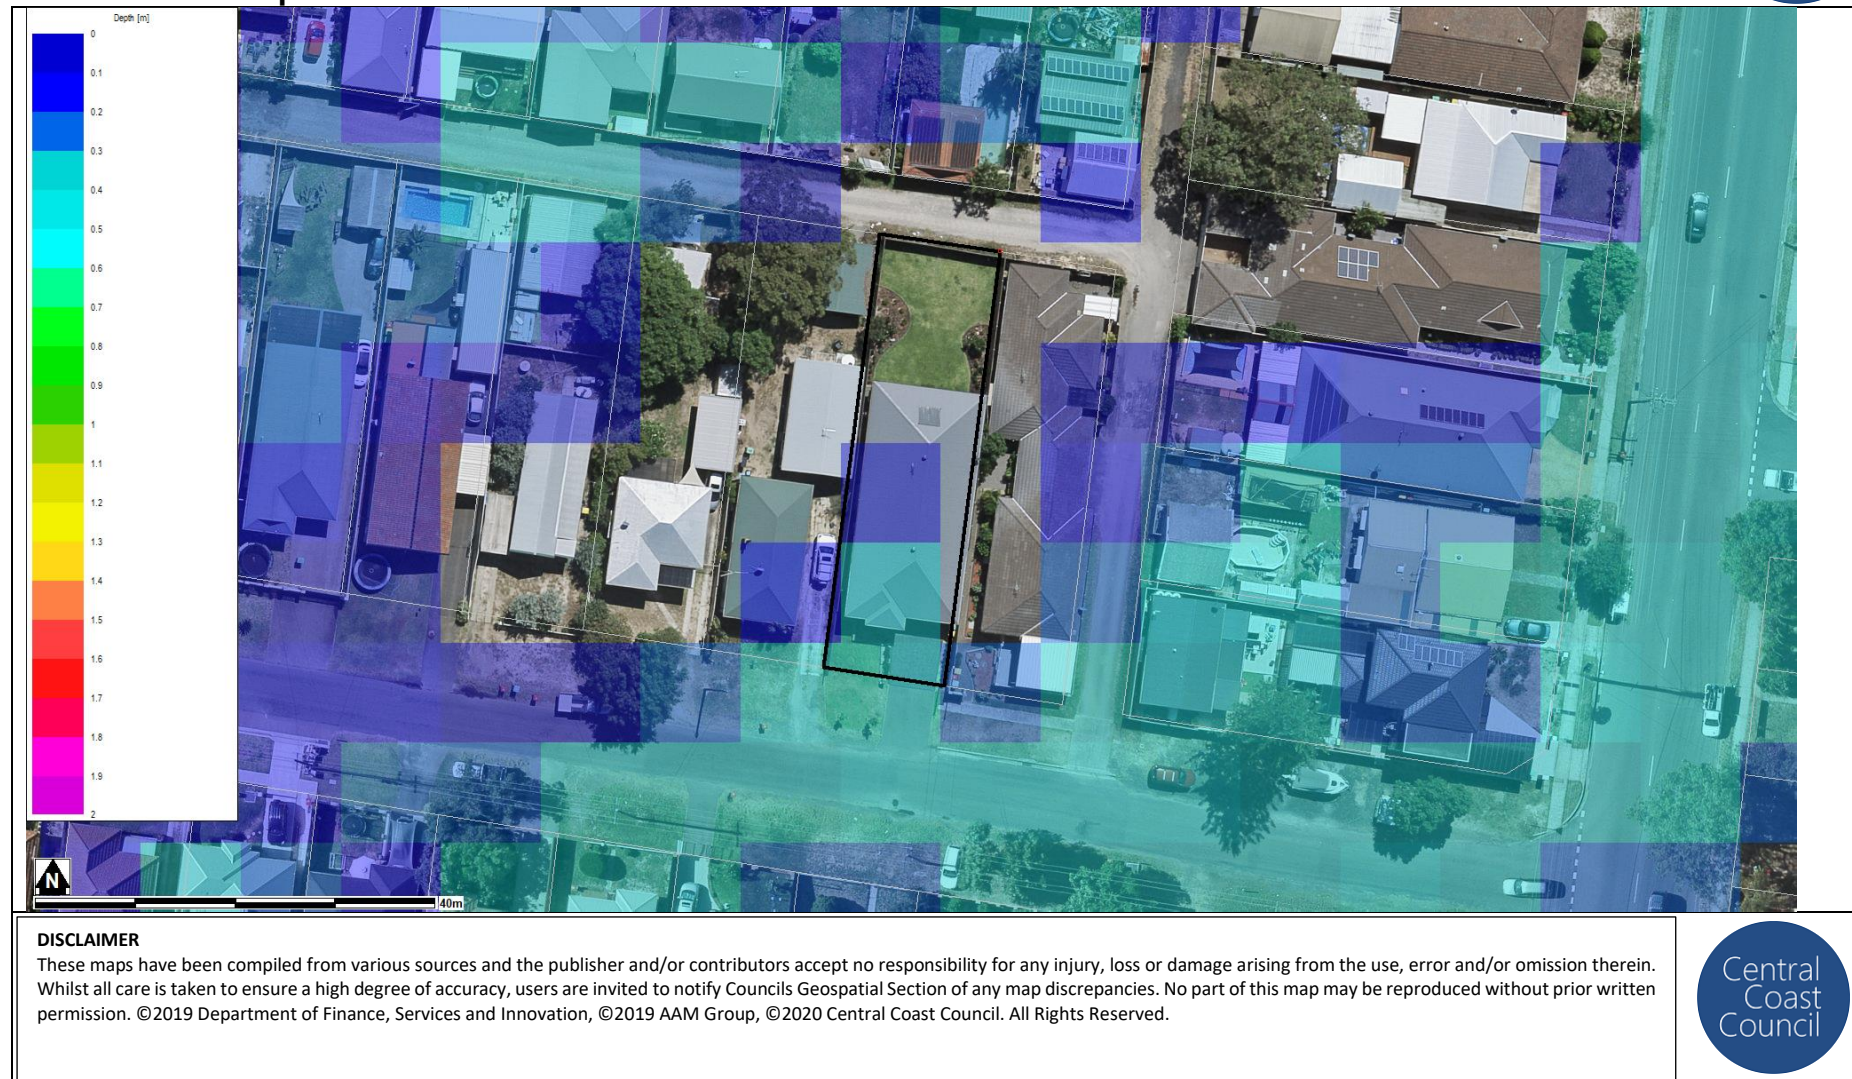 Depth [m]
0
0.1
0.2
0.3
0.4
0.5
0.6
0.7
0.8
0.9
1
1.1
1.2
1.3
1.4
1.5
1.6
1.7
1.8
1.9
2
N
40m
DISCLAIMER
These maps have been compiled from various sources and the publisher and/or contributors accept no responsibility for any injury, loss or damage arising from the use, error and/or omission therein.
Whilst all care is taken to ensure a high degree of accuracy, users are invited to notify Councils Geospatial Section of any map discrepancies. No part of this map may be reproduced without prior written
permission. ©2019 Department of Finance, Services and Innovation, ©2019 AAM Group, ©2020 Central Coast Council. All Rights Reserved.
Central
Coast
Council